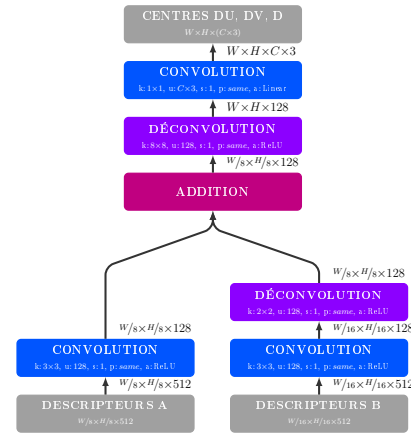 CENTRES DU, DV, D
W×H×(C×3)
W×H×C×3
CONVOLUTION
k: 1×1, u: C×3, s: 1, p: same, a: Linear
W×H×128
DÉCONVOLUTION
k: 8×8, u: 128, s: 1, p: same, a: ReLU
W/8×H/8×128
ADDITION
W/8×H/8×128
DÉCONVOLUTION
k: 2×2, u: 128, s: 1, p: same, a: ReLU
W/8×H/8×128
W/16×H/16×128
CONVOLUTION
k: 3×3, u: 128, s: 1, p: same, a: ReLU
CONVOLUTION
k: 3×3, u: 128, s: 1, p: same, a: ReLU
W/8×H/8×512
W/16×H/16×512
DESCRIPTEURS A
W/8×H/8×512
DESCRIPTEURS B
W/16×H/16×512